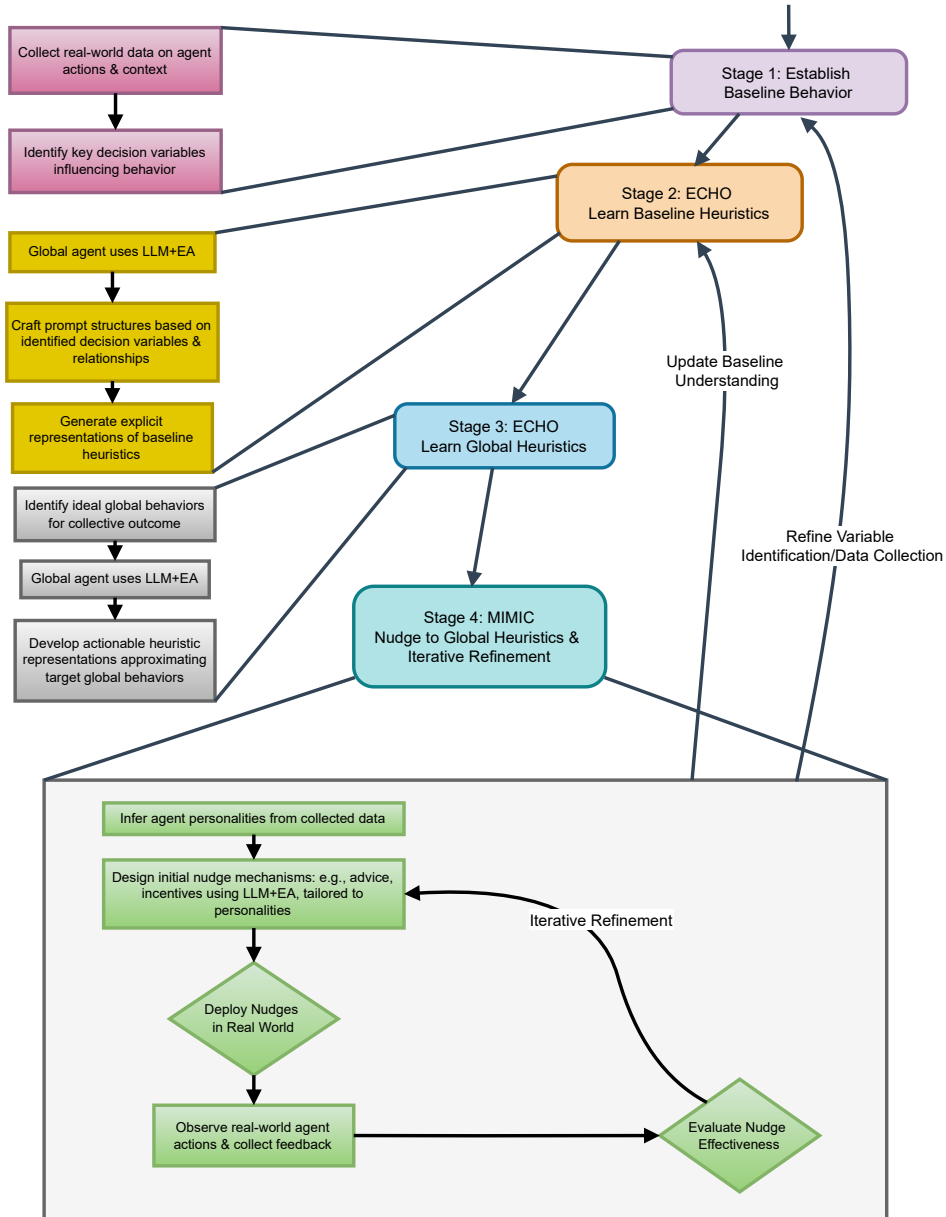 Collect real-world data on agent
actions & context
Identify key decision variables
influencing behavior
Stage 1: Establish
Baseline Behavior
Stage 2: ECHO
Learn Baseline Heuristics
Global agent uses LLM+EA
Craft prompt structures based on
identified decision variables &
relationships
Generate explicit
representations of baseline
heuristics
Update Baseline
Understanding
Stage 3: ECHO
Learn Global Heuristics
Identify ideal global behaviors
for collective outcome
Global agent uses LLM+EA
Develop actionable heuristic
representations approximating
target global behaviors
Refine Variable
Identification/Data Collection
Stage 4: MIMIC
Nudge to Global Heuristics &
Iterative Refinement
Infer agent personalities from collected data
Design initial nudge mechanisms: e.g., advice,
incentives using LLM+EA, tailored to
personalities
Iterative Refinement
Deploy Nudges
in Real World
Observe real-world agent
actions & collect feedback
Evaluate Nudge
Effectiveness